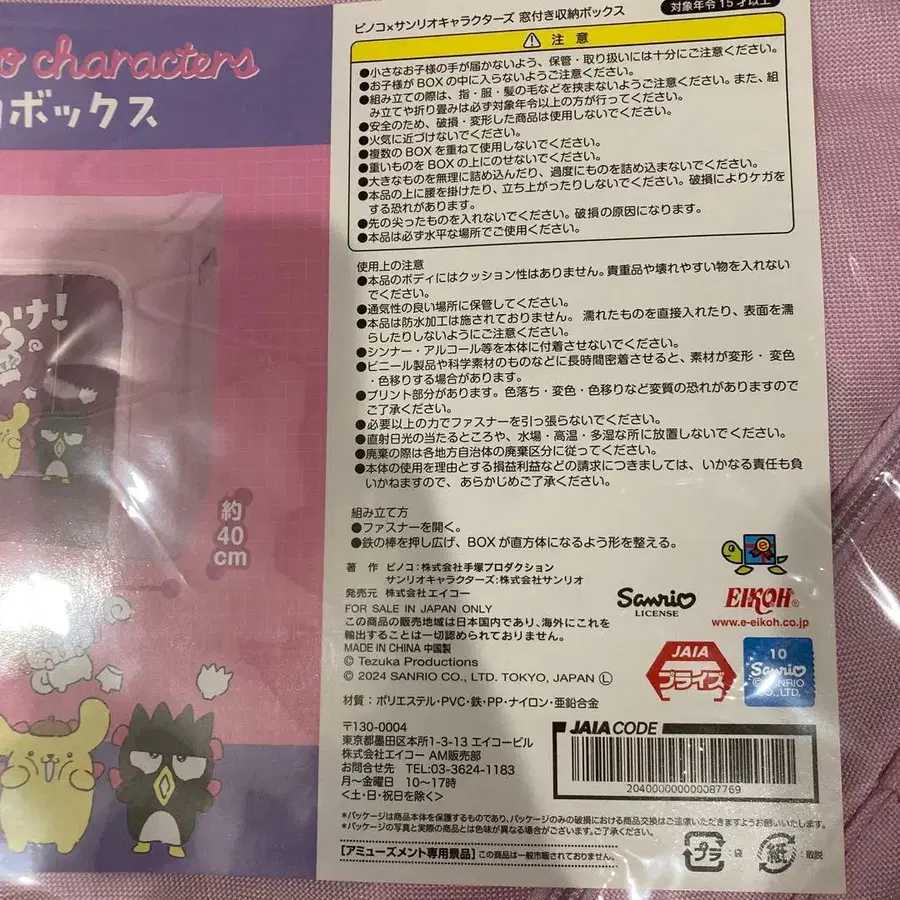 o characters
ボックス
け!
約
40
cm
ピノコ×サンリオキャラクターズ 窓付き収納ボックス
対象年令 15才以上
注 意
●小さなお子様の手が届かないよう、保管・取り扱いには十分にご注意ください。
●お子様が BOX の中に入らないようご注意ください。
●組み立ての際は、指・服・髪の毛などを挟まないようご注意ください。また、組
み立てや折り畳みは必ず対象年令以上の方が行ってください。
●安全のため、破損・変形した商品は使用しないでください。
●火気に近づけないでください。
●複数の BOX を重ねて使用しないでください。
●重いものを BOX の上にのせないでください。
●大きなものを無理に詰め込んだり、過度にものを詰め込まないでください。
●本品の上に腰を掛けたり、立ち上がったりしないでください。破損によりケガを
する恐れがあります。
●先の尖ったものを入れないでください。破損の原因になります。
●本品は必ず水平な場所でご使用ください。
使用上の注意
●本品のボディにはクッション性はありません。貴重品や壊れやすい物を入れない
でください。
●通気性の良い場所に保管してください。
●本品は防水加工は施されておりません。濡れたものを直接入れたり、表面を濡
らしたりしないようにご注意ください。
●シンナー・アルコール等を本体に付着させないでください。
●ビニール製品や科学素材のものなどに長時間密着させると、素材が変形・変色
・色移りする場合があります。
●プリント部分があります。色落ち・変色・色移りなど変質の恐れがありますので
ご了承ください。
●必要以上の力でファスナーを引っ張らないでください。
●直射日光の当たるところや、水場・高温・多湿な所に放置しないでください。
●廃棄の際は各地方自治体の廃棄区分に従ってください。
●本体の使用を理由とする損益利益などの請求につきましては、いかなる責任も負
いかねますので、あらかじめご了承ください。
組み立て方
●ファスナーを開く。
●鉄の棒を押し広げ、BOX が直方体になるよう形を整える。
著 作 ピノコ:株式会社手塚プロダクション
サンリオキャラクターズ:株式会社サンリオ
発売元 株式会社エイコー
FOR SALE IN JAPAN ONLY
この商品の販売地域は日本国内であり、海外にこれを
輸出することは一切認められておりません。
MADE IN CHINA 中国製
© Tezuka Productions
© 2024 SANRIO CO., LTD. TOKYO, JAPAN Ⓛ
Sanrio
LICENSE
e
EIKOH®
www.e-eikoh.co.jp
JAIA
プライズ
10
Sanrio
©SANRIO
CO.,LTD.
材質:ポリエステル・PVC・鉄・PP・ナイロン・亜鉛合金
〒130-0004
東京都墨田区本所1-3-13 エイコービル
株式会社エイコー AM販売部
お問合せ先 TEL:03-3624-1183
月〜金曜日 10〜17時
<土・日・祝日を除く>
JAIA CODE
20400000000087769
*パッケージは商品本体を保護するものであり、パッケージのみの破損における商品交換はご遠慮いただきますようお願いいたします。
*パッケージの写真と実際の商品とは色味が異なる場合がございます。ご了承ください。
[アミューズメント専用景品] この商品は一般市販されておりません。
プラ
:袋
紙
:取説